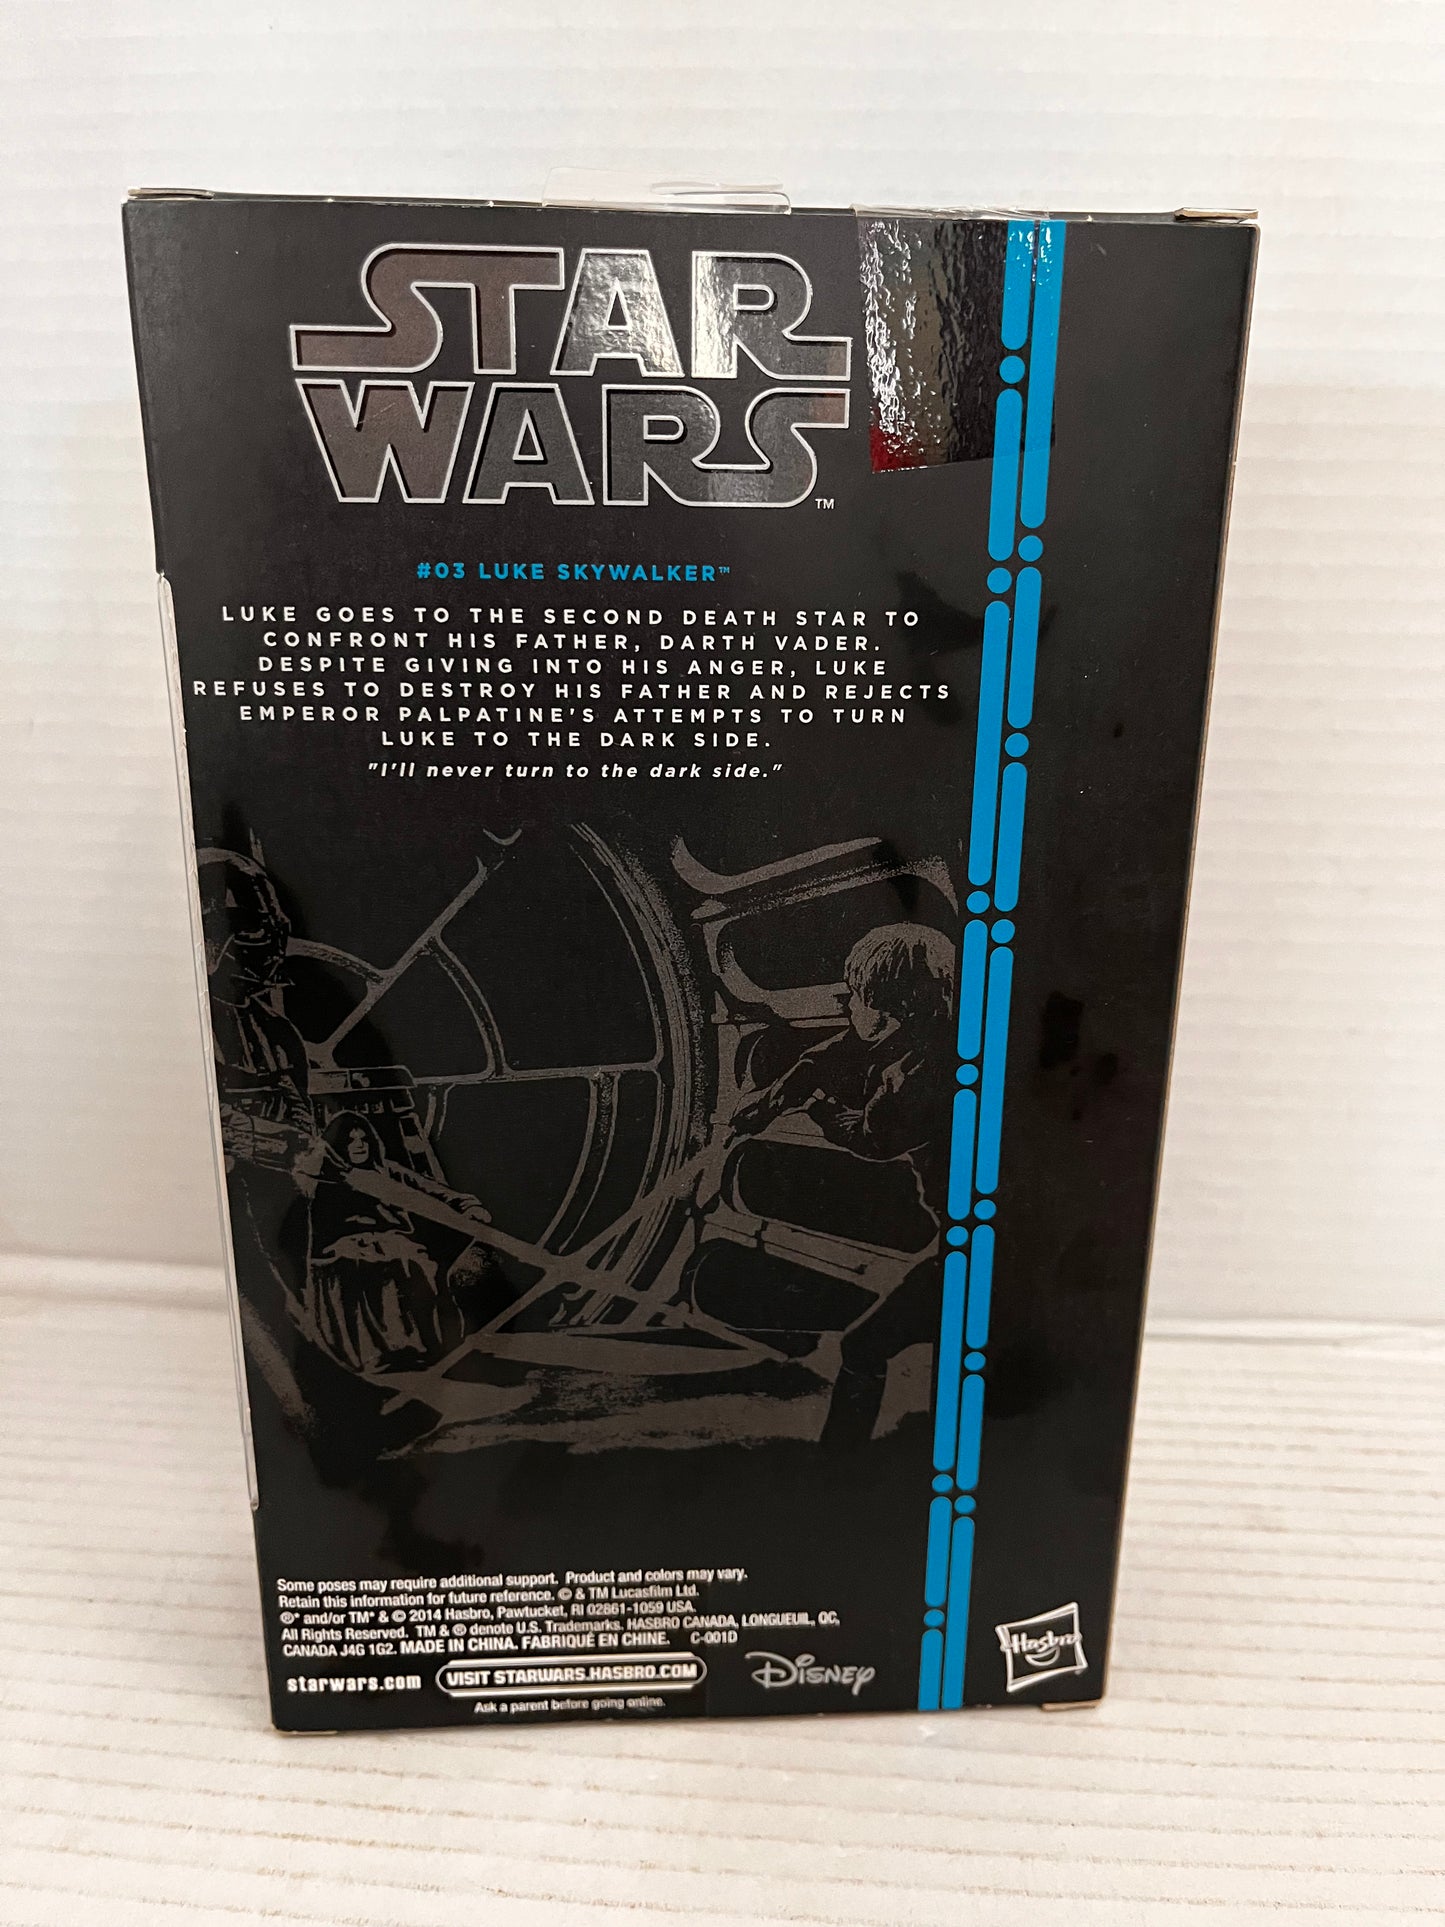 STAR
WARS
TM
#03 LUKE SKYWALKER™
LUKE GOES TO THE SECOND DEATH STAR TO
CONFRONT HIS FATHER, DARTH VADER.
DESPITE GIVING INTO HIS ANGER, LUKE
REFUSES TO DESTROY HIS FATHER AND REJECTS
EMPEROR PALPATINE'S ATTEMPTS TO TURN
LUKE TO THE DARK SIDE.
"I'll never turn to the dark side."
Some poses may require additional support. Product and colors may vary.
Retain this information for future reference. © & TM Lucasfilm Ltd.
®* and/or TM* & © 2014 Hasbro, Pawtucket, RI 02861-1059 USA.
All Rights Reserved. TM & ® denote U.S. Trademarks. HASBRO CANADA, LONGUEUIL, QC,
CANADA J4G 1G2. MADE IN CHINA. FABRIQUÉ EN CHINE. C-001D
starwars.com VISIT STARWARS.HASBRO.COM Disney Hasbro
Ask a parent before going online.